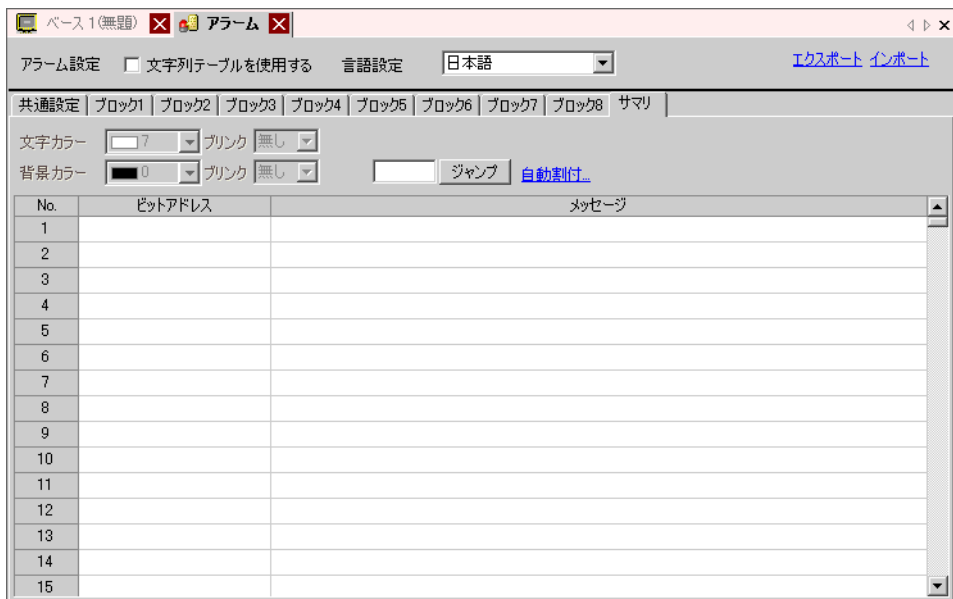 ベース 1(無題) アラーム
アラーム設定 文字列テーブルを使用する 言語設定 日本語 エクスポート インポート
共通設定 ブロック1 ブロック2 ブロック3 ブロック4 ブロック5 ブロック6 ブロック7 ブロック8 サマリ
文字カラー 7 ブリンク 無し
背景カラー 0 ブリンク 無し ジャンプ 自動割付...
No. ビットアドレス メッセージ
1
2
3
4
5
6
7
8
9
10
11
12
13
14
15